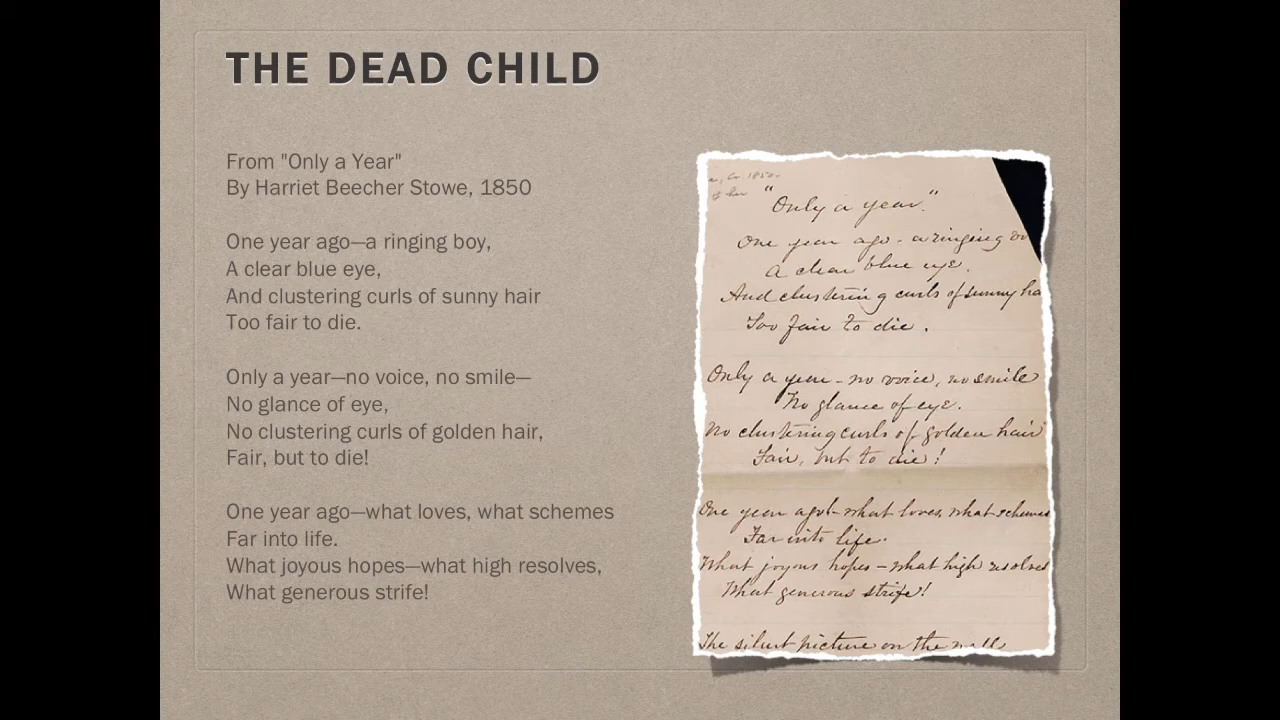 THE DEAD CHILD
From "Only a Year"
By Harriet Beecher Stowe, 1850
One year ago—a ringing boy,
A clear blue eye,
And clustering curls of sunny hair
Too fair to die.
Only a year—no voice, no smile—
No glance of eye,
No clustering curls of golden hair,
Fair, but to die!
One year ago—what loves, what schemes
Far into life.
What joyous hopes—what high resolves,
What generous strife!
1850.
of her
"Only a year."
One year ago - a ringing
A clear blue eye.
And clustering curls of sunny ha
Too fair to die.
Only a year - no voice, no smile
No glance of eye.
No clustering curls of golden hair
Fair, but to die!
One year ago! - what loves, what schemes
Far into life.
What joyous hopes - what high resolves
What generous strife!
The silent picture on the wall